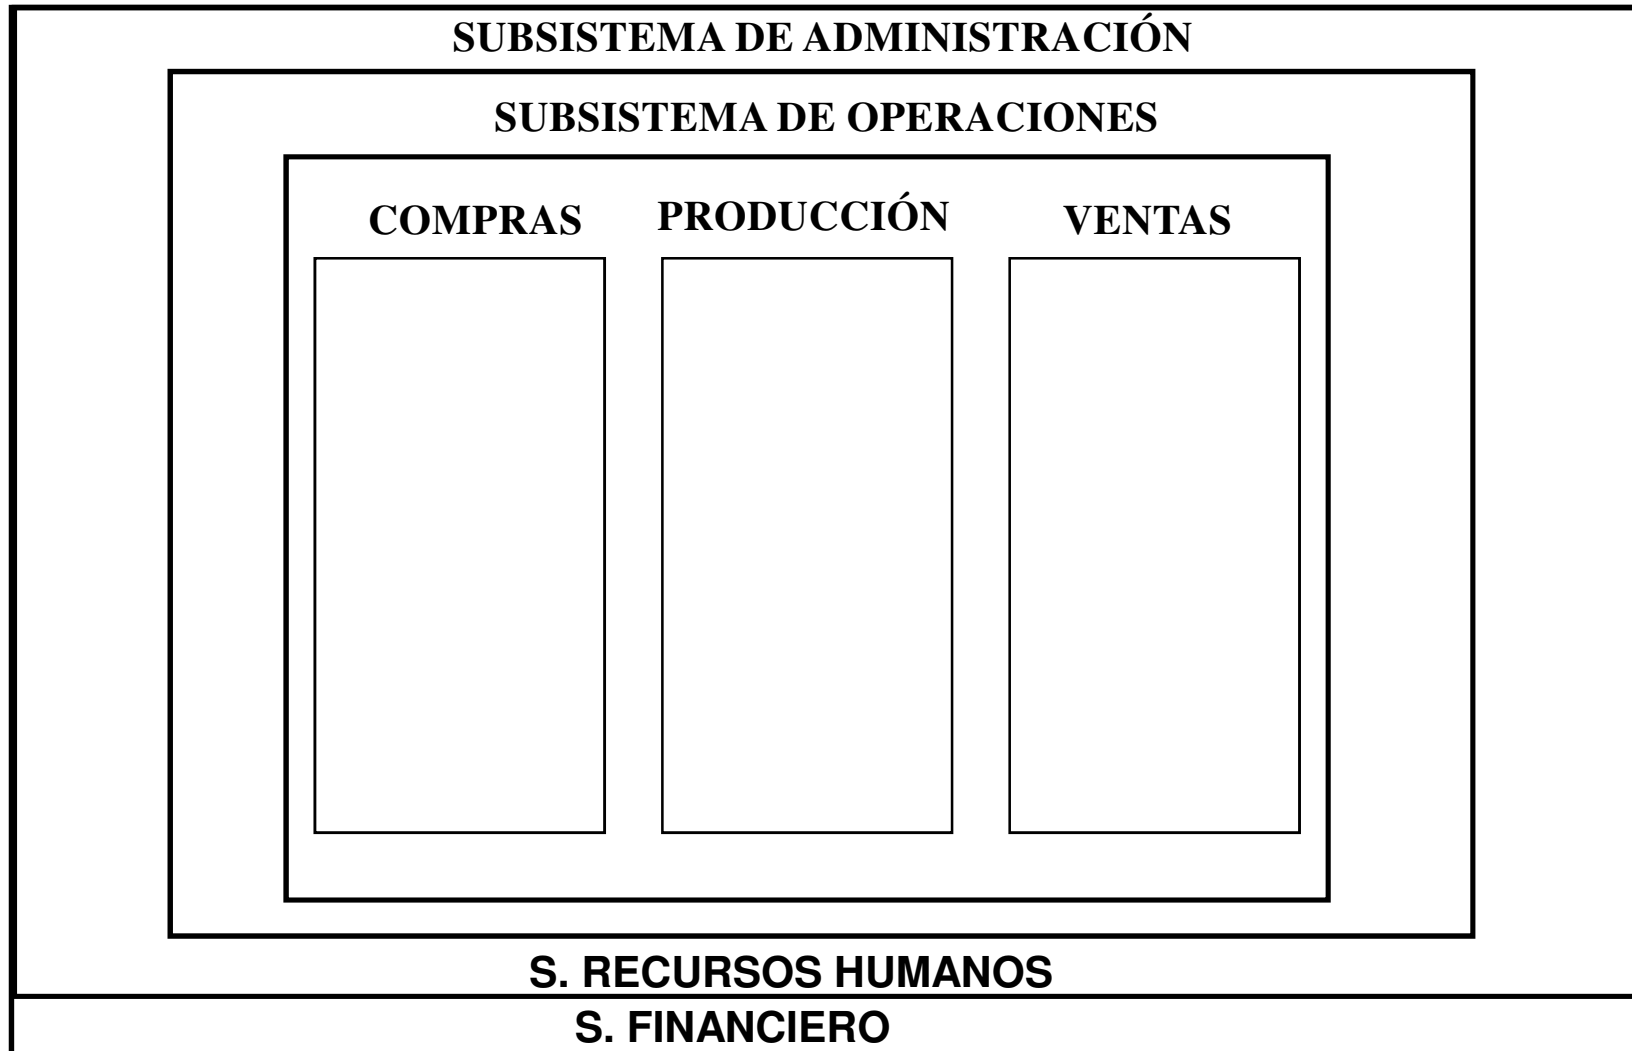 SUBSISTEMA DE ADMINISTRACIÓN
SUBSISTEMA DE OPERACIONES
COMPRAS PRODUCCIÓN VENTAS
S. RECURSOS HUMANOS
S. FINANCIERO